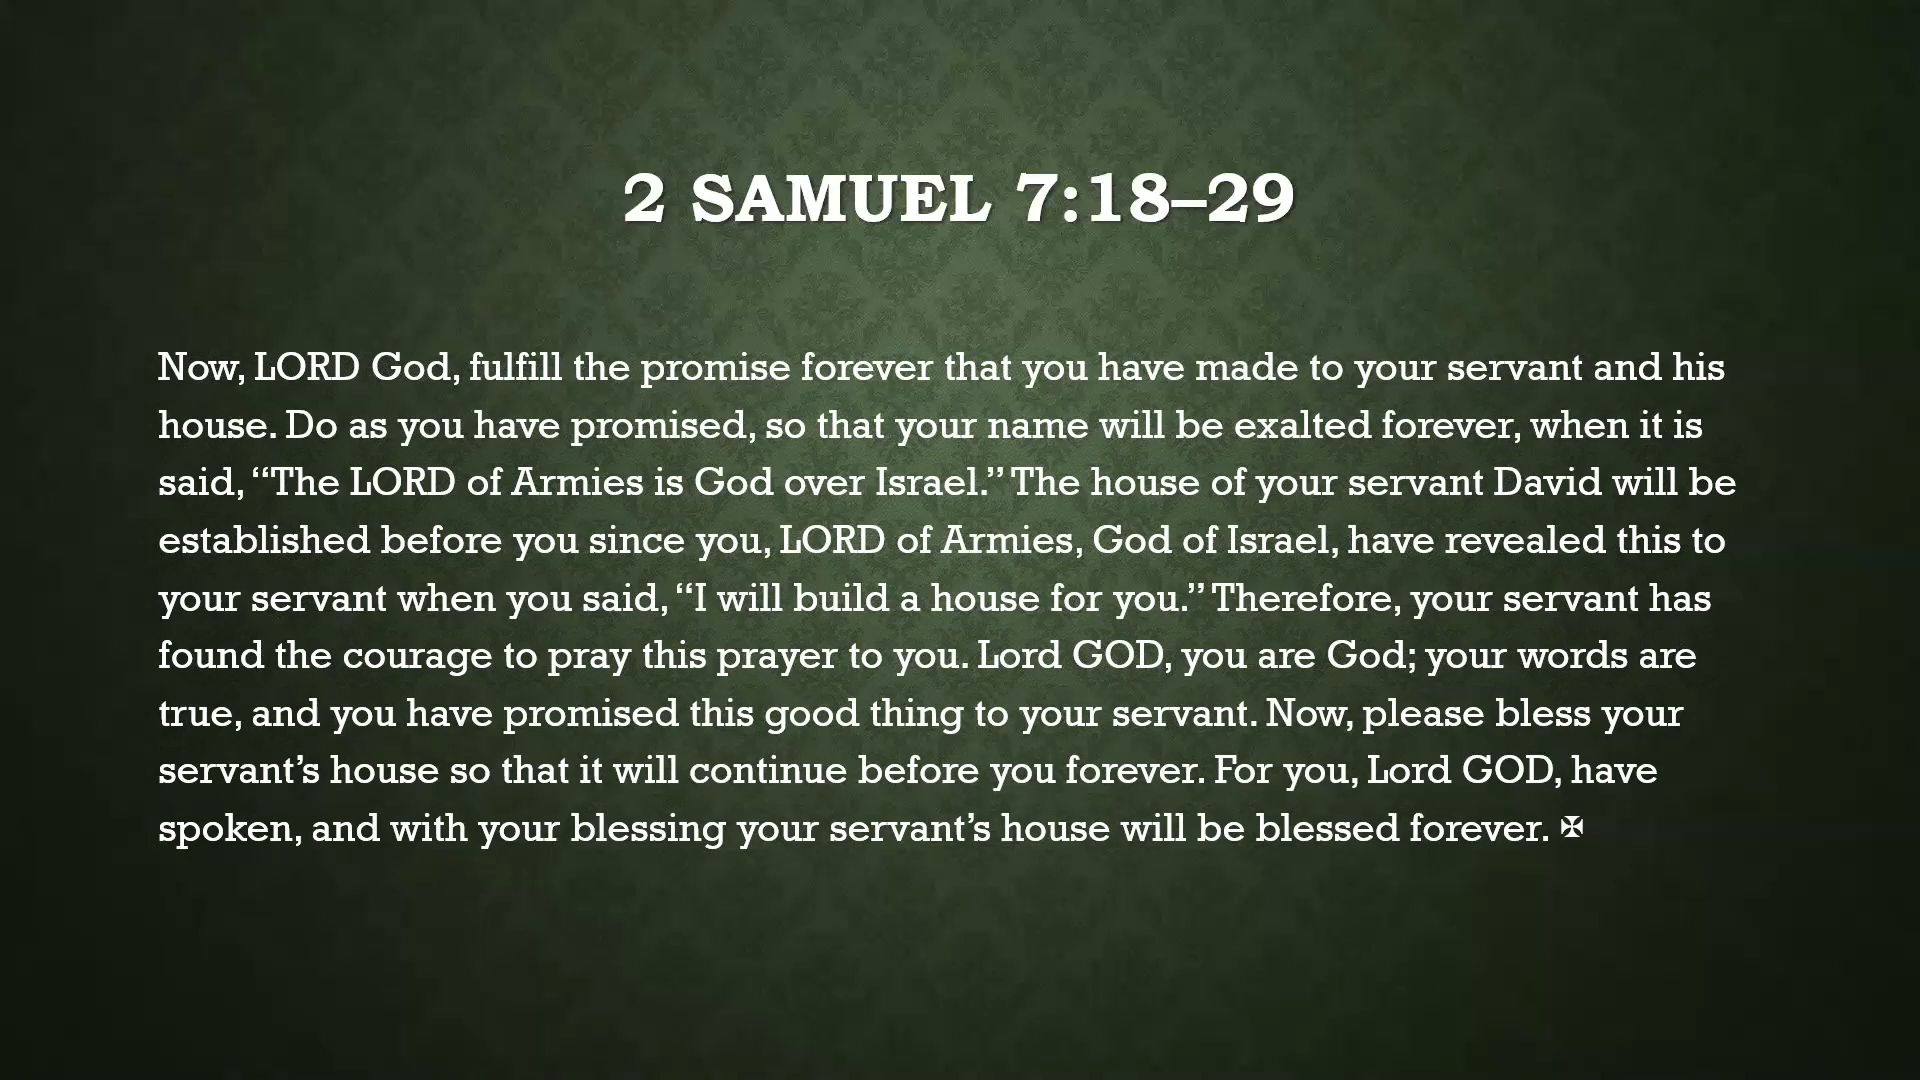 2 SAMUEL 7:18–29
Now, LORD God, fulfill the promise forever that you have made to your servant and his
house. Do as you have promised, so that your name will be exalted forever, when it is
said, “The LORD of Armies is God over Israel.” The house of your servant David will be
established before you since you, LORD of Armies, God of Israel, have revealed this to
your servant when you said, “I will build a house for you.” Therefore, your servant has
found the courage to pray this prayer to you. Lord GOD, you are God; your words are
true, and you have promised this good thing to your servant. Now, please bless your
servant’s house so that it will continue before you forever. For you, Lord GOD, have
spoken, and with your blessing your servant’s house will be blessed forever. ✠